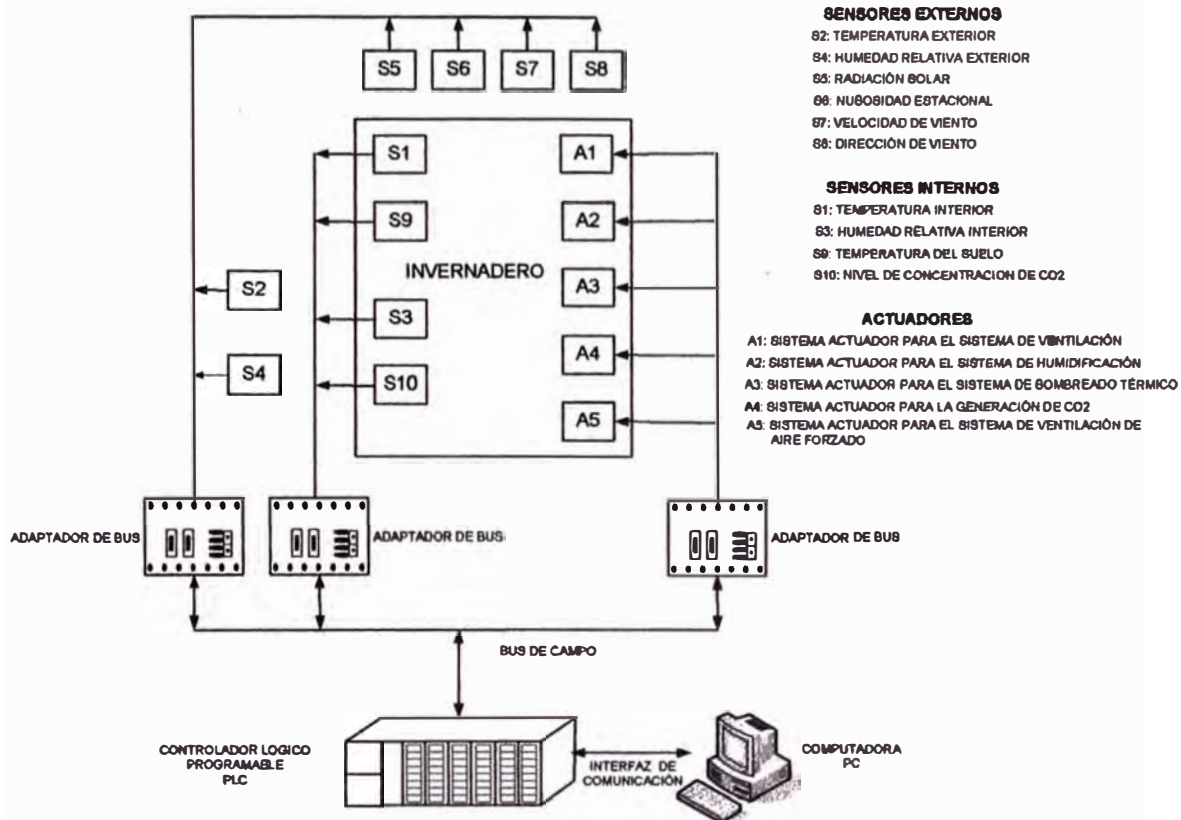 SENSORES EXTERNOS
S2: TEMPERATURA EXTERIOR
S4: HUMEDAD RELATIVA EXTERIOR
S5: RADIACIÓN SOLAR
S6: NUBOSIDAD ESTACIONAL
S7: VELOCIDAD DE VIENTO
S8: DIRECCIÓN DE VIENTO
SENSORES INTERNOS
S1: TEMPERATURA INTERIOR
S3: HUMEDAD RELATIVA INTERIOR
S9: TEMPERATURA DEL SUELO
S10: NIVEL DE CONCENTRACION DE CO2
ACTUADORES
A1: SISTEMA ACTUADOR PARA EL SISTEMA DE VENTILACIÓN
A2: SISTEMA ACTUADOR PARA EL SISTEMA DE HUMIDIFICACIÓN
A3: SISTEMA ACTUADOR PARA EL SISTEMA DE SOMBREADO TÉRMICO
A4: SISTEMA ACTUADOR PARA LA GENERACIÓN DE CO2
A5: SISTEMA ACTUADOR PARA EL SISTEMA DE VENTILACIÓN DE
AIRE FORZADO
S5 S6 S7 S8
S1 A1
S9 A2
INVERNADERO
S2 A3
S3
S4 A4
S10
A5
ADAPTADOR DE BUS ADAPTADOR DE BUS ADAPTADOR DE BUS
BUS DE CAMPO
CONTROLADOR LOGICO
PROGRAMABLE
PLC
INTERFAZ DE
COMUNICACIÓN
COMPUTADORA
PC